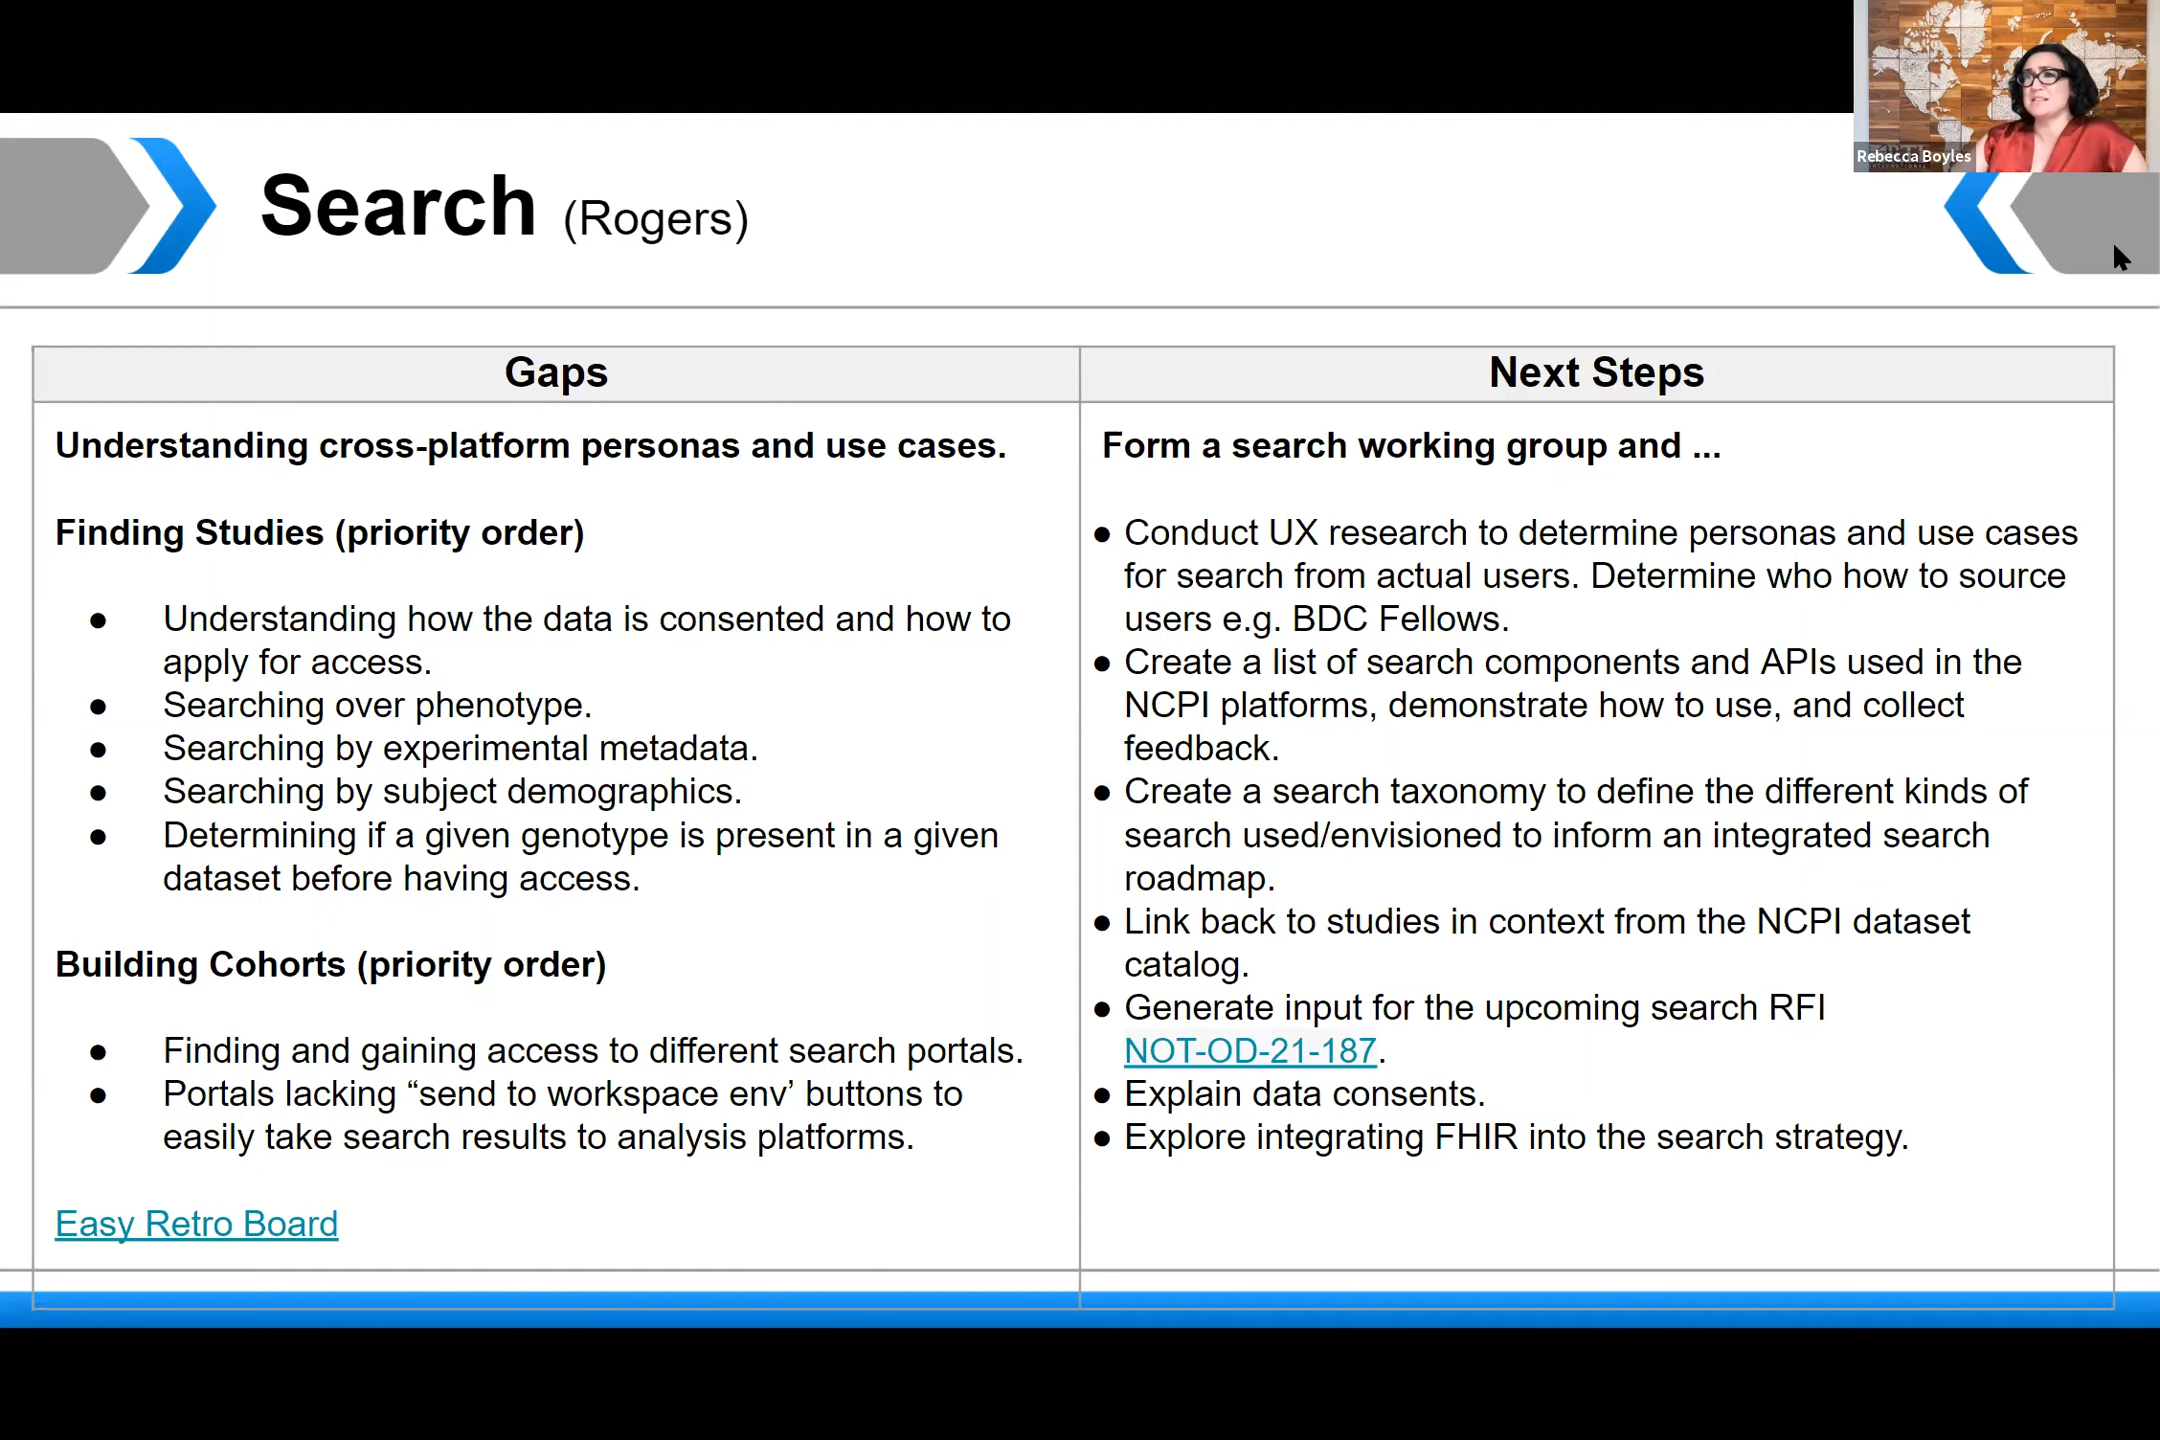 Rebecca Boyles
Search (Rogers)
Gaps
Understanding cross-platform personas and use cases.
Finding Studies (priority order)
● Understanding how the data is consented and how to
apply for access.
● Searching over phenotype.
● Searching by experimental metadata.
● Searching by subject demographics.
● Determining if a given genotype is present in a given
dataset before having access.
Building Cohorts (priority order)
● Finding and gaining access to different search portals.
● Portals lacking “send to workspace env’ buttons to
easily take search results to analysis platforms.
Easy Retro Board
Next Steps
Form a search working group and ...
● Conduct UX research to determine personas and use cases
for search from actual users. Determine who how to source
users e.g. BDC Fellows.
● Create a list of search components and APIs used in the
NCPI platforms, demonstrate how to use, and collect
feedback.
● Create a search taxonomy to define the different kinds of
search used/envisioned to inform an integrated search
roadmap.
● Link back to studies in context from the NCPI dataset
catalog.
● Generate input for the upcoming search RFI
NOT-OD-21-187.
● Explain data consents.
● Explore integrating FHIR into the search strategy.